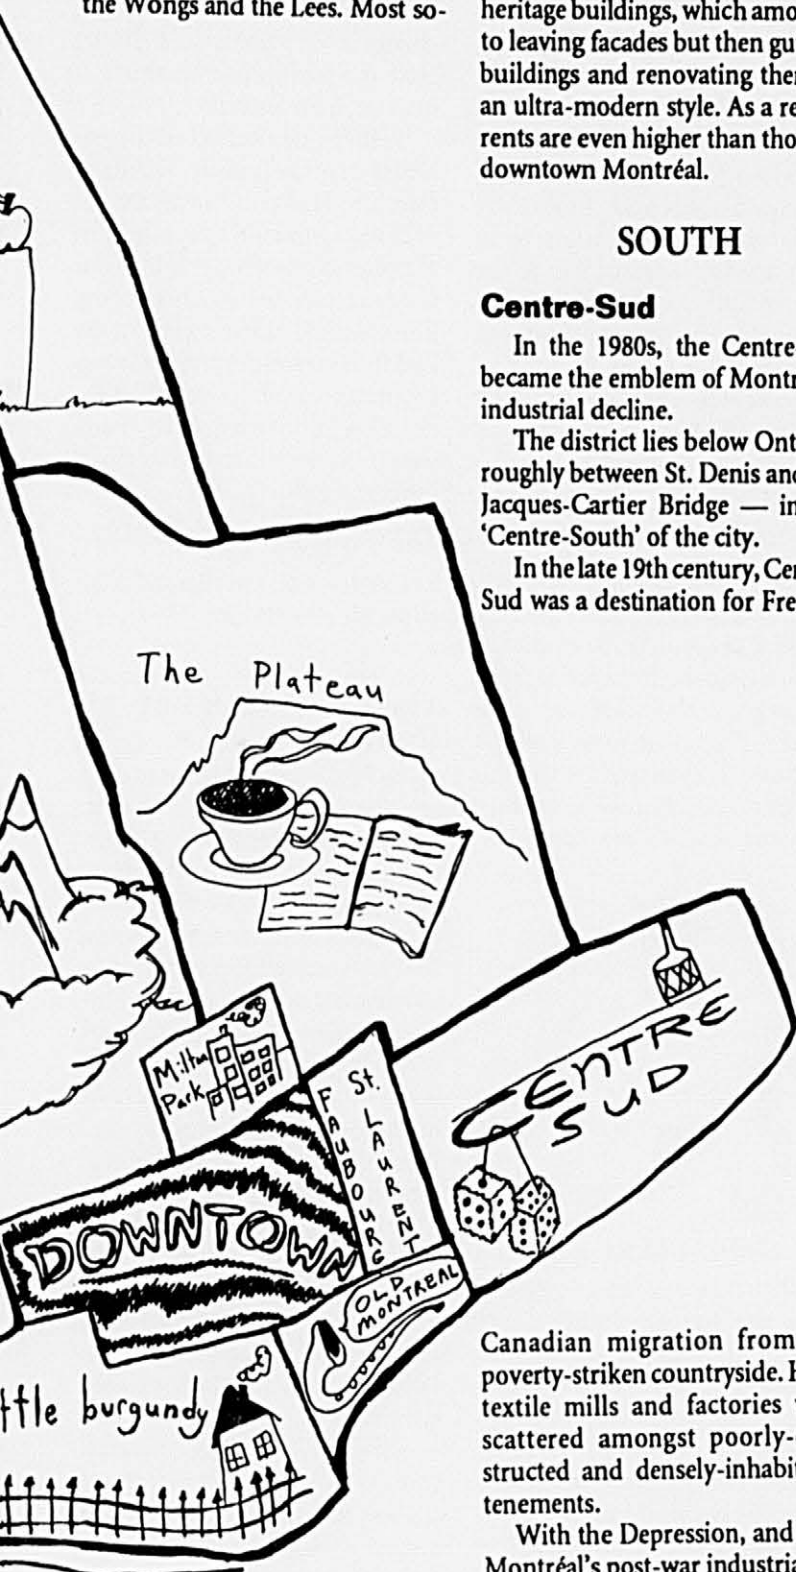 the Wongs and the Lees. Most so-
heritage buildings, which amo
to leaving facades but then gu
buildings and renovating the
an ultra-modern style. As a re
rents are even higher than tho
downtown Montréal.
SOUTH
Centre-Sud
In the 1980s, the Centre
became the emblem of Montr
industrial decline.
The district lies below Ont
roughly between St. Denis and
Jacques-Cartier Bridge — in
'Centre-South' of the city.
In the late 19th century, Cen
Sud was a destination for Fre
The Plateau
Milton
Park
FAUBOURG
St. LAURENT
CENTRE
SUD
DOWNTOWN
OLD
MONTREAL
ttle burgundy
Canadian migration from
poverty-striken countryside. H
textile mills and factories
scattered amongst poorly-
structed and densely-inhabit
tenements.
With the Depression, and
Montréal's post-war industria